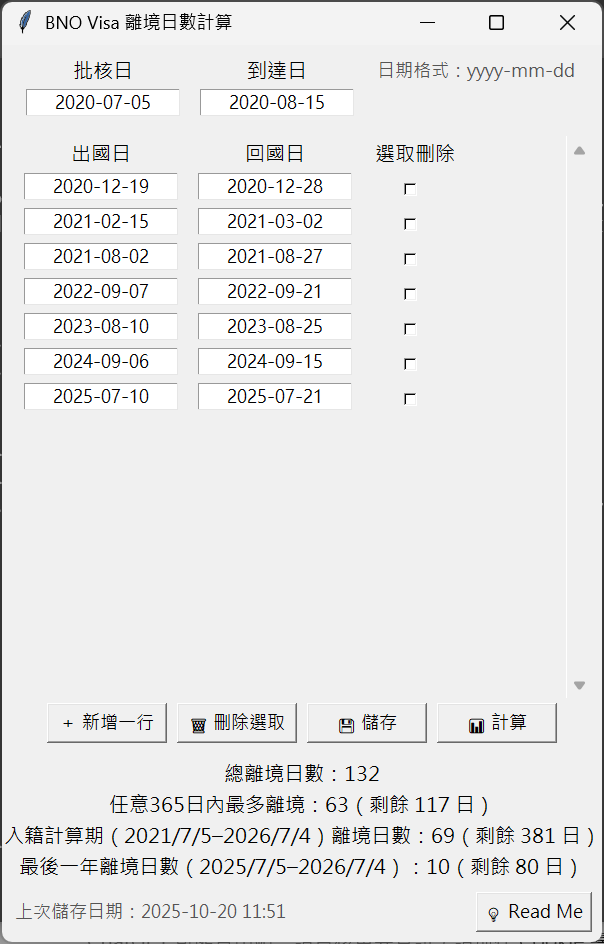 BNO Visa 離境日數計算
批核日 到達日 日期格式：yyyy-mm-dd
2020-07-05 2020-08-15
出國日 回國日 選取刪除
2020-12-19 2020-12-28
2021-02-15 2021-03-02
2021-08-02 2021-08-27
2022-09-07 2022-09-21
2023-08-10 2023-08-25
2024-09-06 2024-09-15
2025-07-10 2025-07-21
+ 新增一行 刪除選取 儲存 計算
總離境日數：132
任意365日內最多離境：63（剩餘 117 日）
入籍計算期（2021/7/5–2026/7/4）離境日數：69（剩餘 381 日）
最後一年離境日數（2025/7/5–2026/7/4）：10（剩餘 80 日）
上次儲存日期：2025-10-20 11:51 Read Me